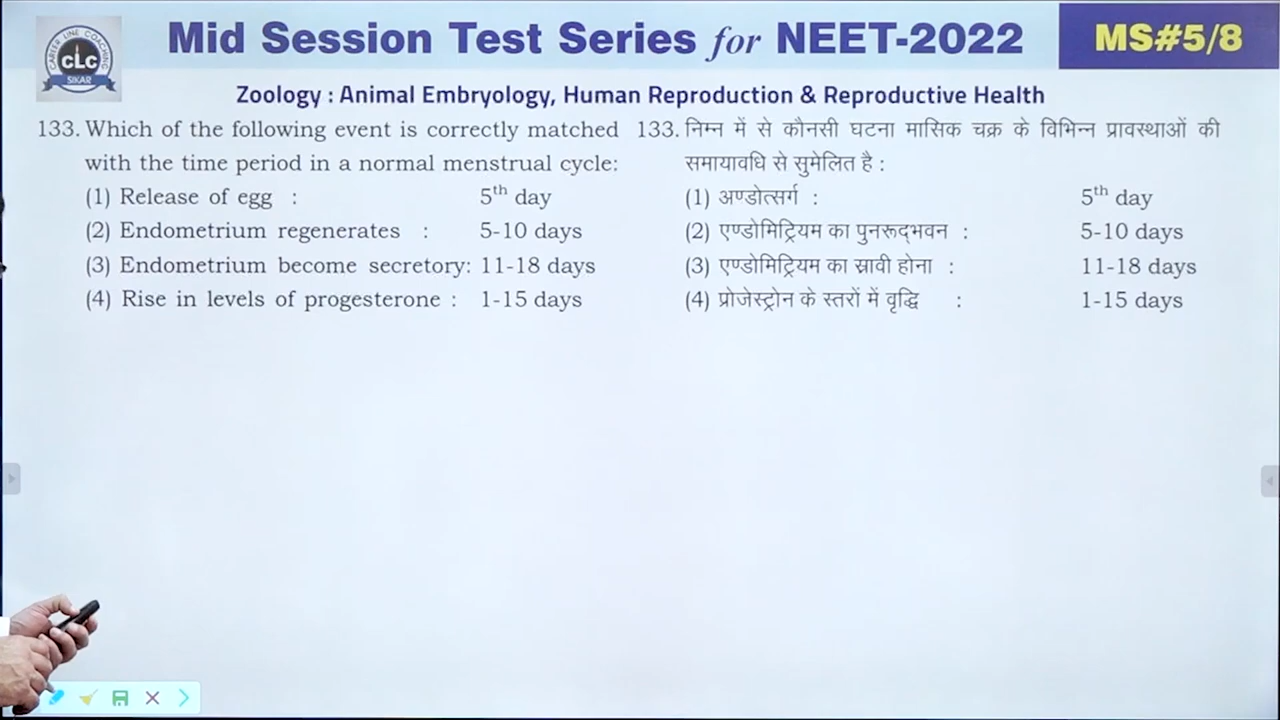 CAREER LINE COACHING
CLC
SIKAR
Mid Session Test Series for NEET-2022
MS#5/8
Zoology : Animal Embryology, Human Reproduction & Reproductive Health
133. Which of the following event is correctly matched
with the time period in a normal menstrual cycle:
(1) Release of egg : 5th day
(2) Endometrium regenerates : 5-10 days
(3) Endometrium become secretory: 11-18 days
(4) Rise in levels of progesterone : 1-15 days
133. निम्न में से कौनसी घटना मासिक चक्र के विभिन्न प्रावस्थाओं की
समायावधि से सुमेलित है :
(1) अण्डोत्सर्ग : 5th day
(2) एण्डोमिट्रियम का पुनरूद्भवन : 5-10 days
(3) एण्डोमिट्रियम का स्रावी होना : 11-18 days
(4) प्रोजेस्ट्रोन के स्तरों में वृद्धि : 1-15 days